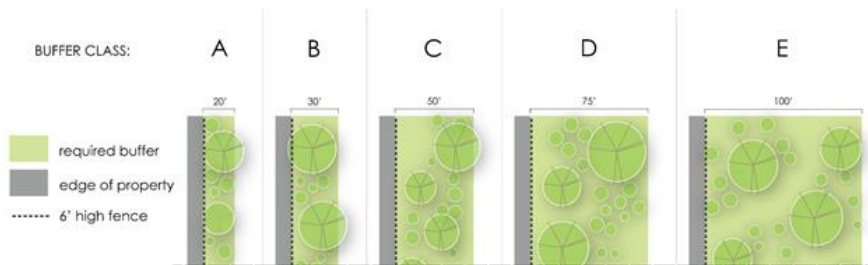 BUFFER CLASS: A B C D E
20' 30' 50' 75' 100'
required buffer
edge of property
6' high fence